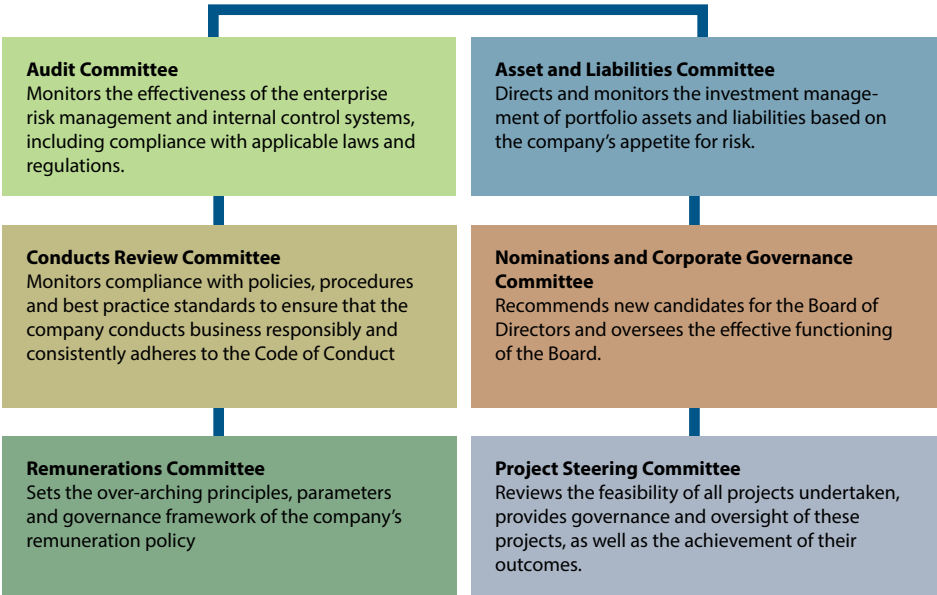 Audit Committee
Monitors the effectiveness of the enterprise
risk management and internal control systems,
including compliance with applicable laws and
regulations.
Asset and Liabilities Committee
Directs and monitors the investment manage-
ment of portfolio assets and liabilities based on
the company’s appetite for risk.
Conducts Review Committee
Monitors compliance with policies, procedures
and best practice standards to ensure that the
company conducts business responsibly and
consistently adheres to the Code of Conduct
Nominations and Corporate Governance
Committee
Recommends new candidates for the Board of
Directors and oversees the effective functioning
of the Board.
Remunerations Committee
Sets the over-arching principles, parameters
and governance framework of the company’s
remuneration policy
Project Steering Committee
Reviews the feasibility of all projects undertaken,
provides governance and oversight of these
projects, as well as the achievement of their
outcomes.